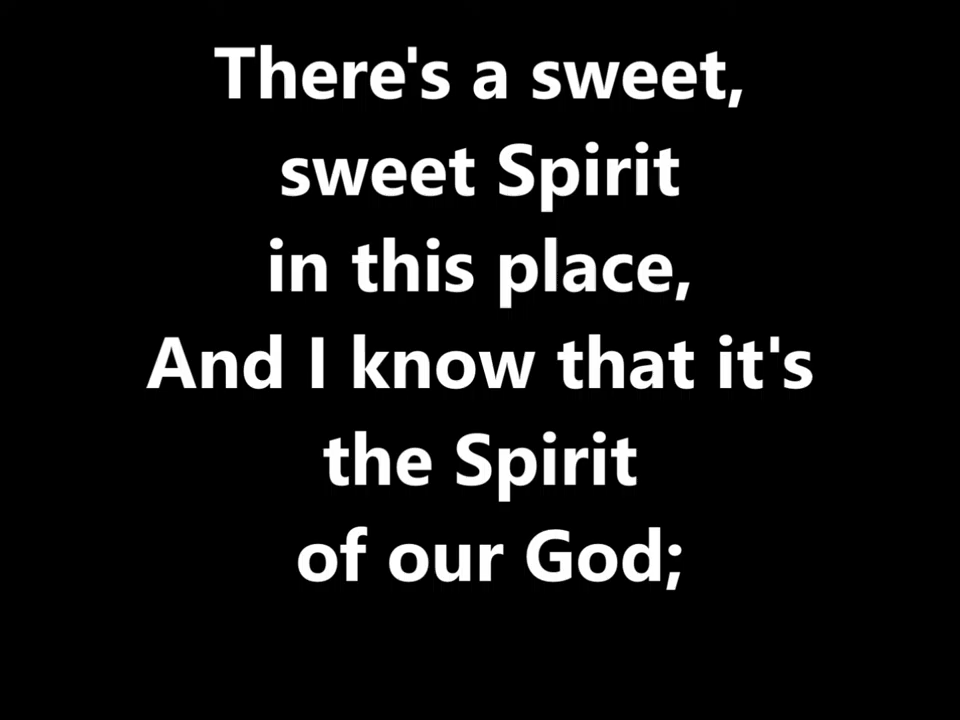 There's a sweet,
sweet Spirit
in this place,
And I know that it's
the Spirit
of our God;